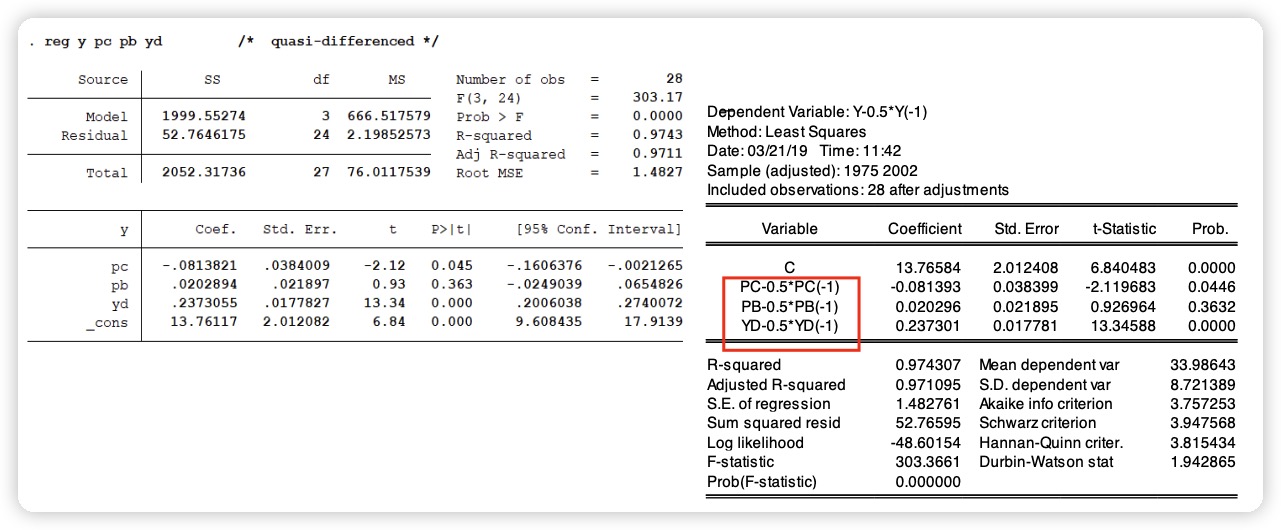 . reg y pc pb yd /* quasi-differenced */
Source SS df MS
Model 1999.55274 3 666.517579
Residual 52.7646175 24 2.19852573
Total 2052.31736 27 76.0117539
Number of obs = 28
F(3, 24) = 303.17
Prob > F = 0.0000
R-squared = 0.9743
Adj R-squared = 0.9711
Root MSE = 1.4827
y Coef. Std. Err. t P>|t| [95% Conf. Interval]
pc -.0813821 .0384009 -2.12 0.045 -.1606376 -.0021265
pb .0202894 .021897 0.93 0.363 -.0249039 .0654826
yd .2373055 .0177827 13.34 0.000 .2006038 .2740072
_cons 13.76117 2.012082 6.84 0.000 9.608435 17.9139
Dependent Variable: Y-0.5*Y(-1)
Method: Least Squares
Date: 03/21/19 Time: 11:42
Sample (adjusted): 1975 2002
Included observations: 28 after adjustments
Variable Coefficient Std. Error t-Statistic Prob.
C 13.76584 2.012408 6.840483 0.0000
PC-0.5*PC(-1) -0.081393 0.038399 -2.119683 0.0446
PB-0.5*PB(-1) 0.020296 0.021895 0.926964 0.3632
YD-0.5*YD(-1) 0.237301 0.017781 13.34588 0.0000
R-squared 0.974307 Mean dependent var 33.98643
Adjusted R-squared 0.971095 S.D. dependent var 8.721389
S.E. of regression 1.482761 Akaike info criterion 3.757253
Sum squared resid 52.76595 Schwarz criterion 3.947568
Log likelihood -48.60154 Hannan-Quinn criter. 3.815434
F-statistic 303.3661 Durbin-Watson stat 1.942865
Prob(F-statistic) 0.000000